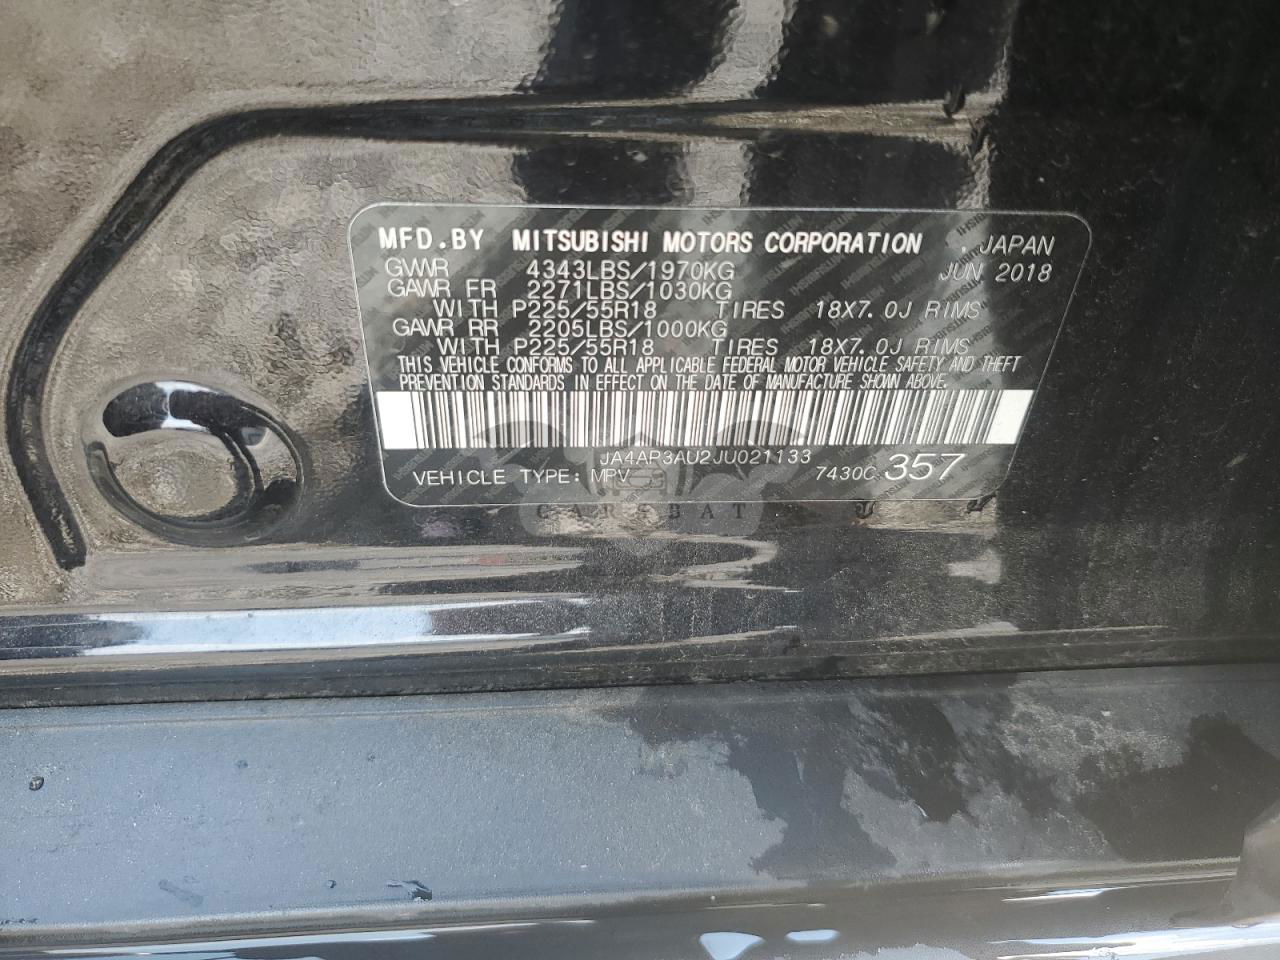 MFD.BY MITSUBISHI MOTORS CORPORATION . JAPAN
GVWR 4343LBS/1970KG JUN 2018
GAWR FR 2271LBS/1030KG
WITH P225/55R18 TIRES 18X7.0J RIMS
GAWR RR 2205LBS/1000KG
WITH P225/55R18 TIRES 18X7.0J RIMS
THIS VEHICLE CONFORMS TO ALL APPLICABLE FEDERAL MOTOR VEHICLE SAFETY AND THEFT
PREVENTION STANDARDS IN EFFECT ON THE DATE OF MANUFACTURE SHOWN ABOVE.
JA4AP3AU2JU021133
VEHICLE TYPE: MPV 7430C 357
CARSBAT